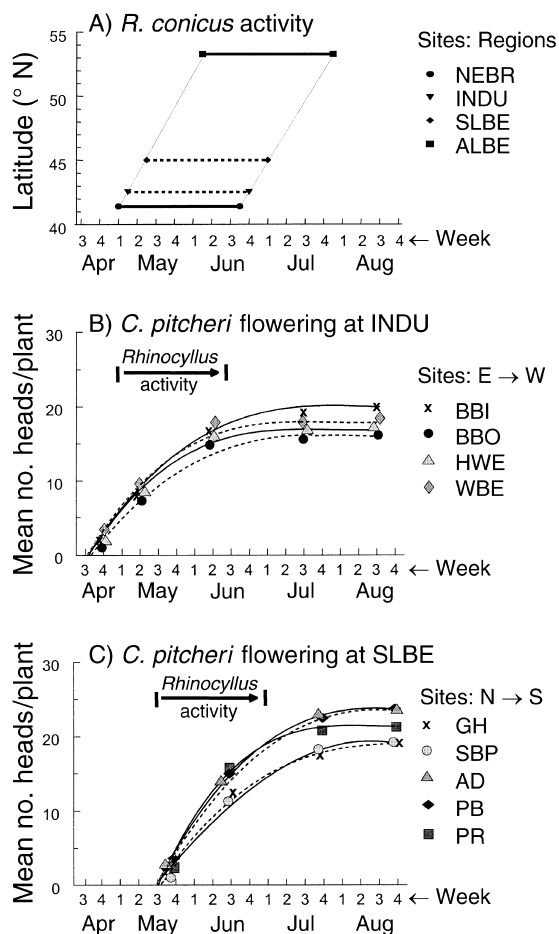 A) R. conicus activity
55
50
45
40
Latitude (° N)
3 4 1 2 3 4 1 2 3 4 1 2 3 4 1 2 3 4 ← Week
Apr May Jun Jul Aug
Sites: Regions
NEBR
INDU
SLBE
ALBE
B) C. pitcheri flowering at INDU
30
20
10
0
Mean no. heads/plant
Rhinocyllus
activity
3 4 1 2 3 4 1 2 3 4 1 2 3 4 1 2 3 4 ← Week
Apr May Jun Jul Aug
Sites: E → W
BBI
BBO
HWE
WBE
C) C. pitcheri flowering at SLBE
30
20
10
0
Mean no. heads/plant
Rhinocyllus
activity
3 4 1 2 3 4 1 2 3 4 1 2 3 4 1 2 3 4 ← Week
Apr May Jun Jul Aug
Sites: N → S
GH
SBP
AD
PB
PR